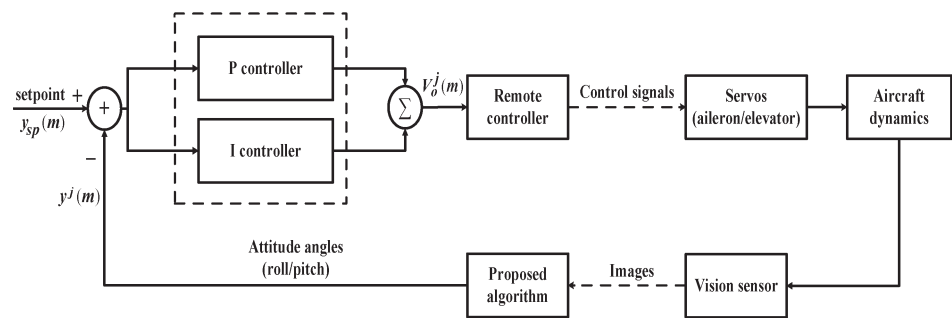 P controller
I controller
setpoint +
y_sp(m)
+
−
y^j(m)
Σ
V_o^j(m)
Remote
controller
Control signals
Servos
(aileron/elevator)
Aircraft
dynamics
Attitude angles
(roll/pitch)
Proposed
algorithm
Images
Vision sensor